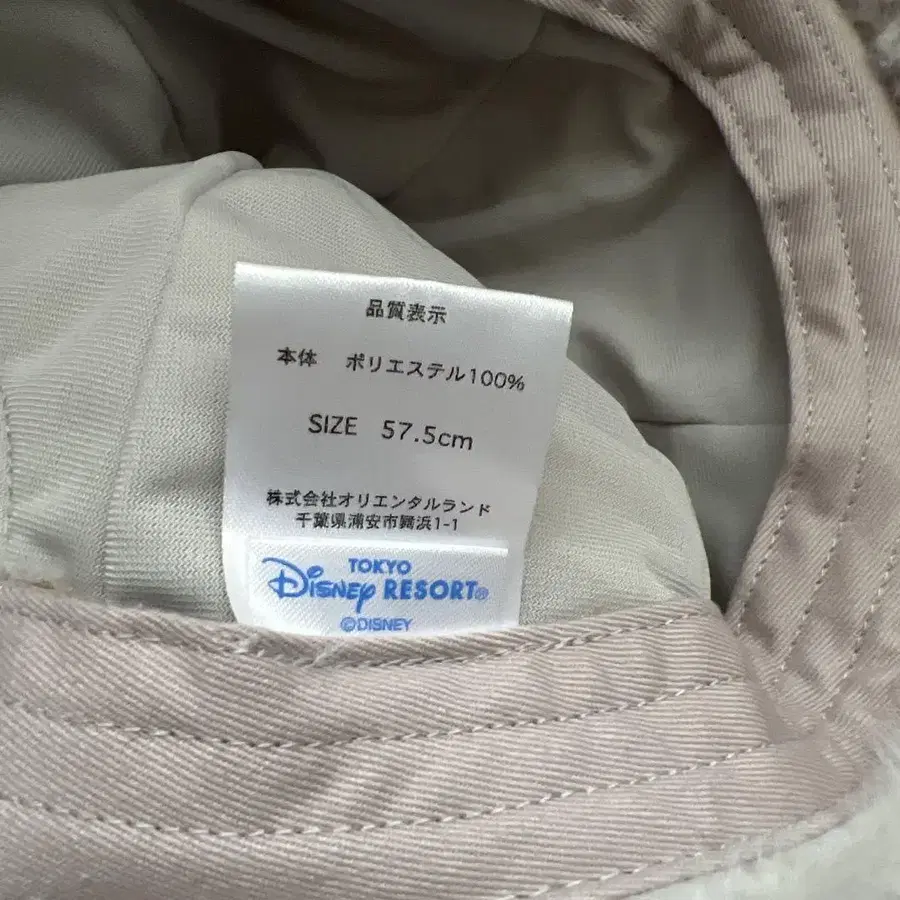 品質表示
本体 ポリエステル100%
SIZE 57.5cm
株式会社オリエンタルランド
千葉県浦安市舞浜1-1
TOKYO
Disney RESORT®
©DISNEY